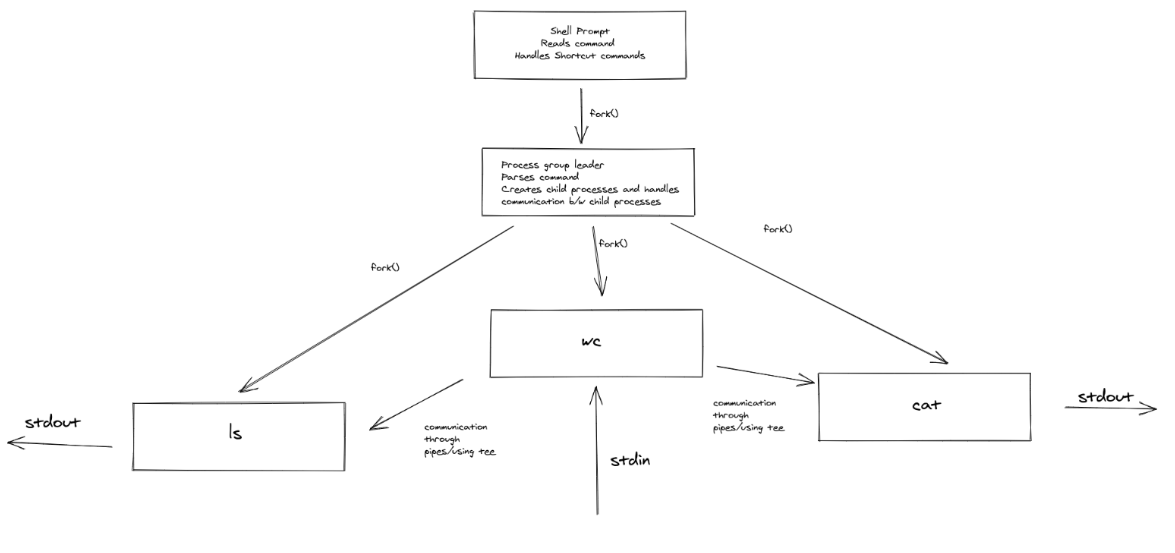 Shell Prompt
Reads command
Handles Shortcut commands
fork()
Process group leader
Parses command
Creates child processes and handles
communication b/w child processes
fork()
fork()
fork()
wc
ls
cat
stdout
stdout
communication
through
pipes/using tee
communication
through
pipes/using tee
stdin